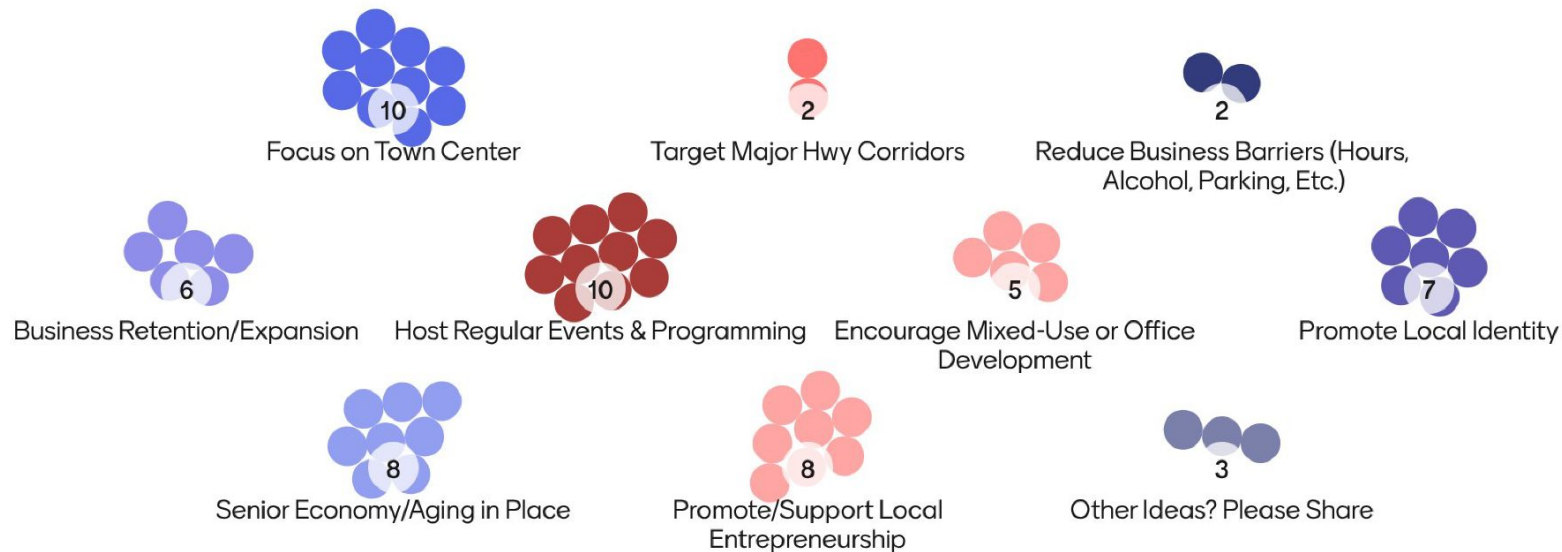 10
Focus on Town Center
2
Target Major Hwy Corridors
2
Reduce Business Barriers (Hours,
Alcohol, Parking, Etc.)
6
Business Retention/Expansion
10
Host Regular Events & Programming
5
Encourage Mixed-Use or Office
Development
7
Promote Local Identity
8
Senior Economy/Aging in Place
8
Promote/Support Local
Entrepreneurship
3
Other Ideas? Please Share